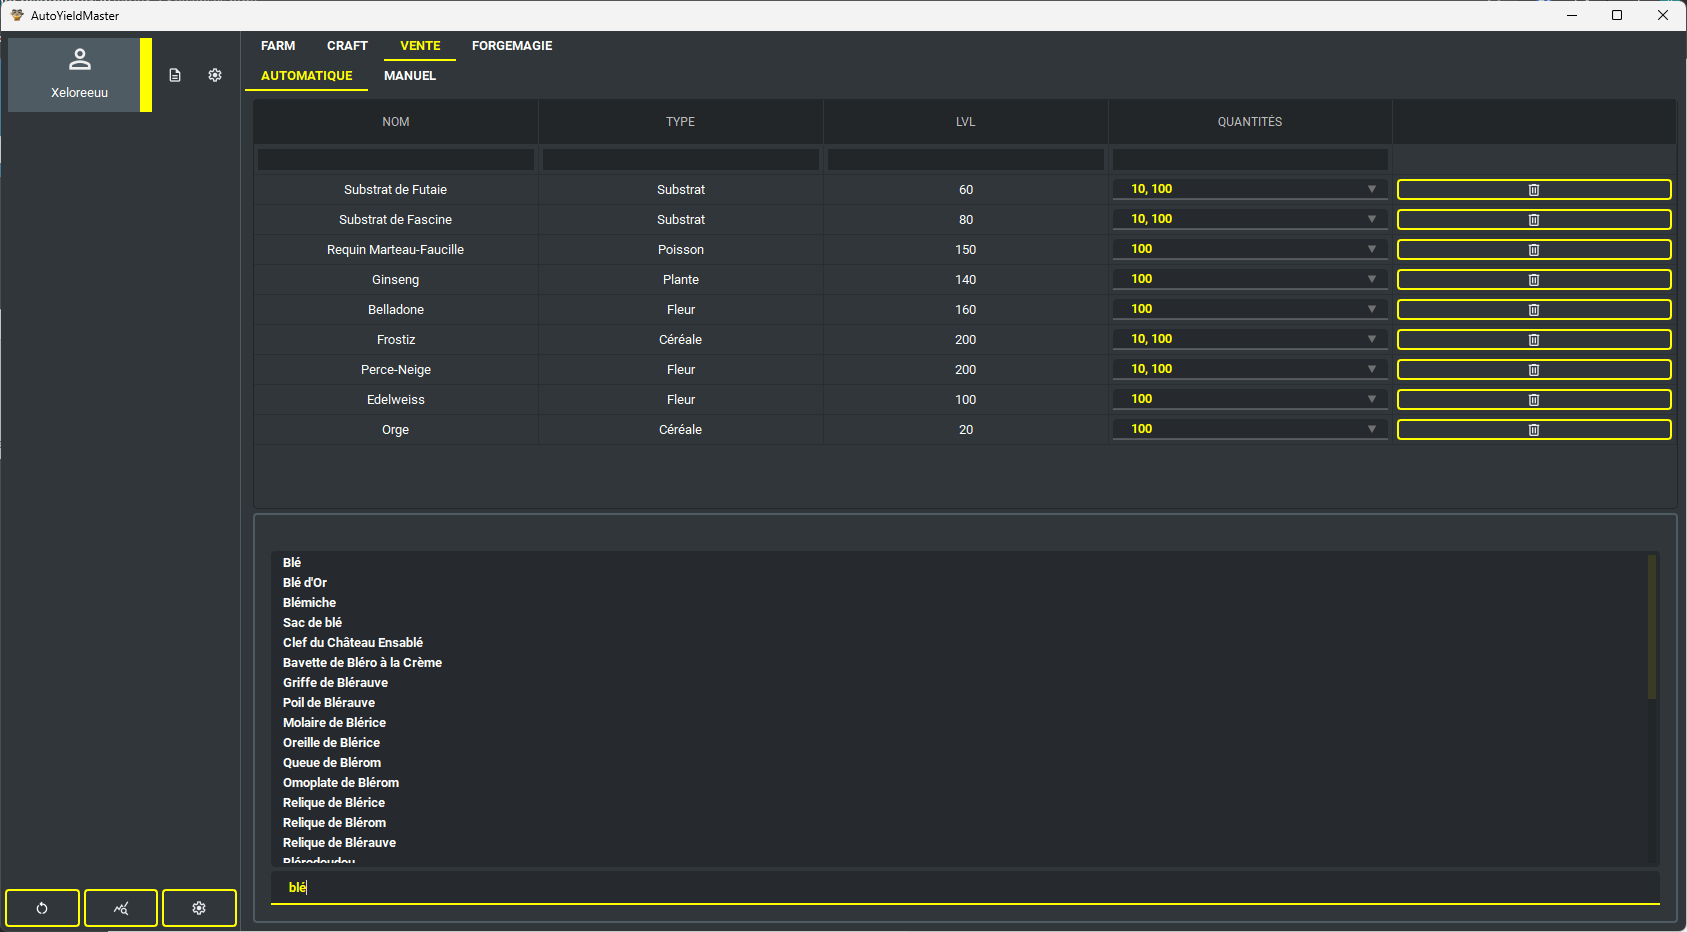 AutoYieldMaster
Xeloreeuu
FARM CRAFT VENTE FORGEMAGIE
AUTOMATIQUE MANUEL
NOM TYPE LVL QUANTITÉS
Substrat de Futaie Substrat 60 10, 100
Substrat de Fascine Substrat 80 10, 100
Requin Marteau-Faucille Poisson 150 100
Ginseng Plante 140 100
Belladone Fleur 160 100
Frostiz Céréale 200 10, 100
Perce-Neige Fleur 200 10, 100
Edelweiss Fleur 100 100
Orge Céréale 20 100
Blé
Blé d'Or
Blémiche
Sac de blé
Clef du Château Ensablé
Bavette de Bléro à la Crème
Griffe de Blérauve
Poil de Blérauve
Molaire de Blérice
Oreille de Blérice
Queue de Blérom
Omoplate de Blérom
Relique de Blérice
Relique de Blérom
Relique de Blérauve
Blérodoudou
blé